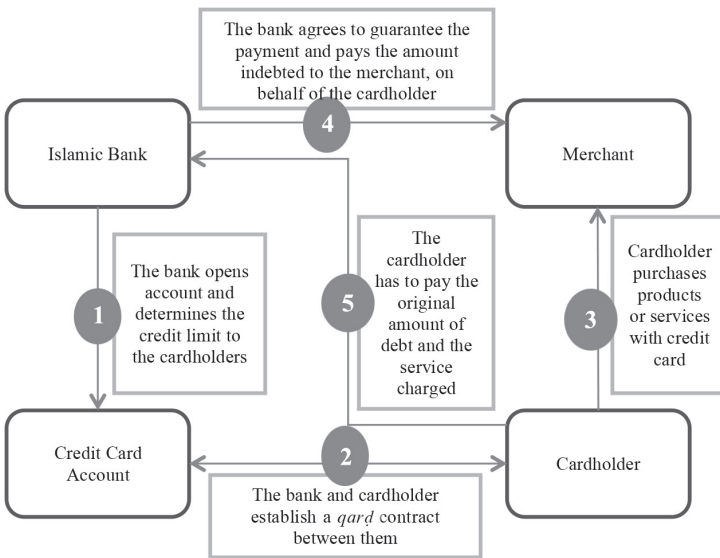 The bank agrees to guarantee the
payment and pays the amount
indebted to the merchant, on
behalf of the cardholder
4
Islamic Bank
Merchant
The bank opens
account and
determines the
credit limit to
the cardholders
1
The
cardholder
has to pay the
original
amount of
debt and the
service
charged
5
Cardholder
purchases
products
or services
with credit
card
3
Credit Card
Account
2
Cardholder
The bank and cardholder
establish a qarḍ contract
between them